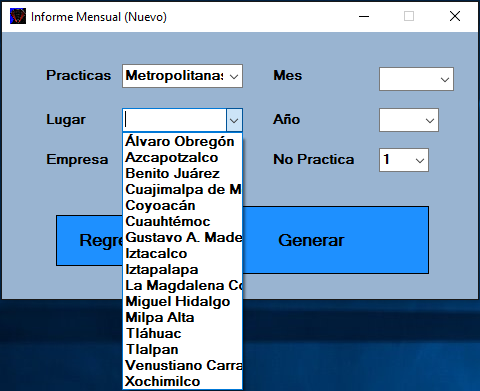 Informe Mensual (Nuevo)
Practicas Metropolitanas Mes
Lugar Año
Álvaro Obregón
Azcapotzalco
Benito Juárez
Cuajimalpa de M
Coyoacán
Cuauhtémoc
Gustavo A. Made
Iztacalco
Iztapalapa
La Magdalena Co
Miguel Hidalgo
Milpa Alta
Tláhuac
Tlalpan
Venustiano Carra
Xochimilco
Empresa No Practica 1
Regre Generar